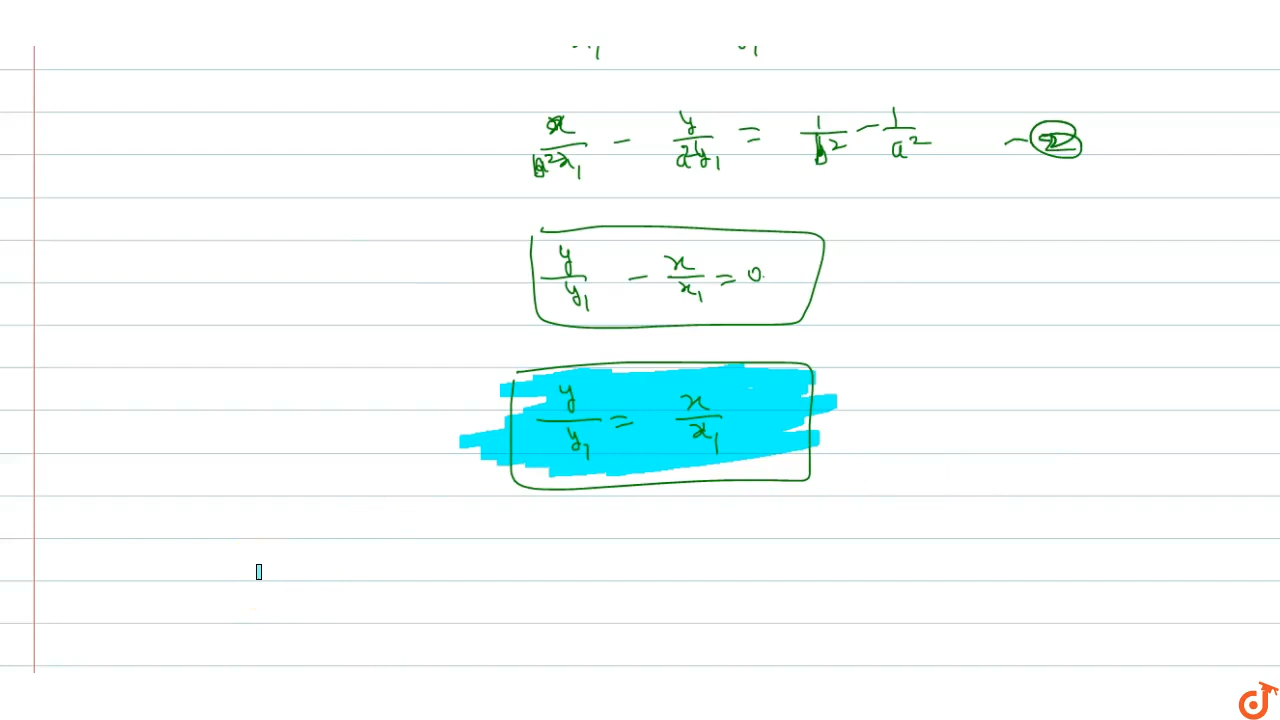 x/(b²x₁) − y/(a²y₁) = 1/b² − 1/a² −②
y/y₁ − x/x₁ = 0
y/y₁ = x/x₁